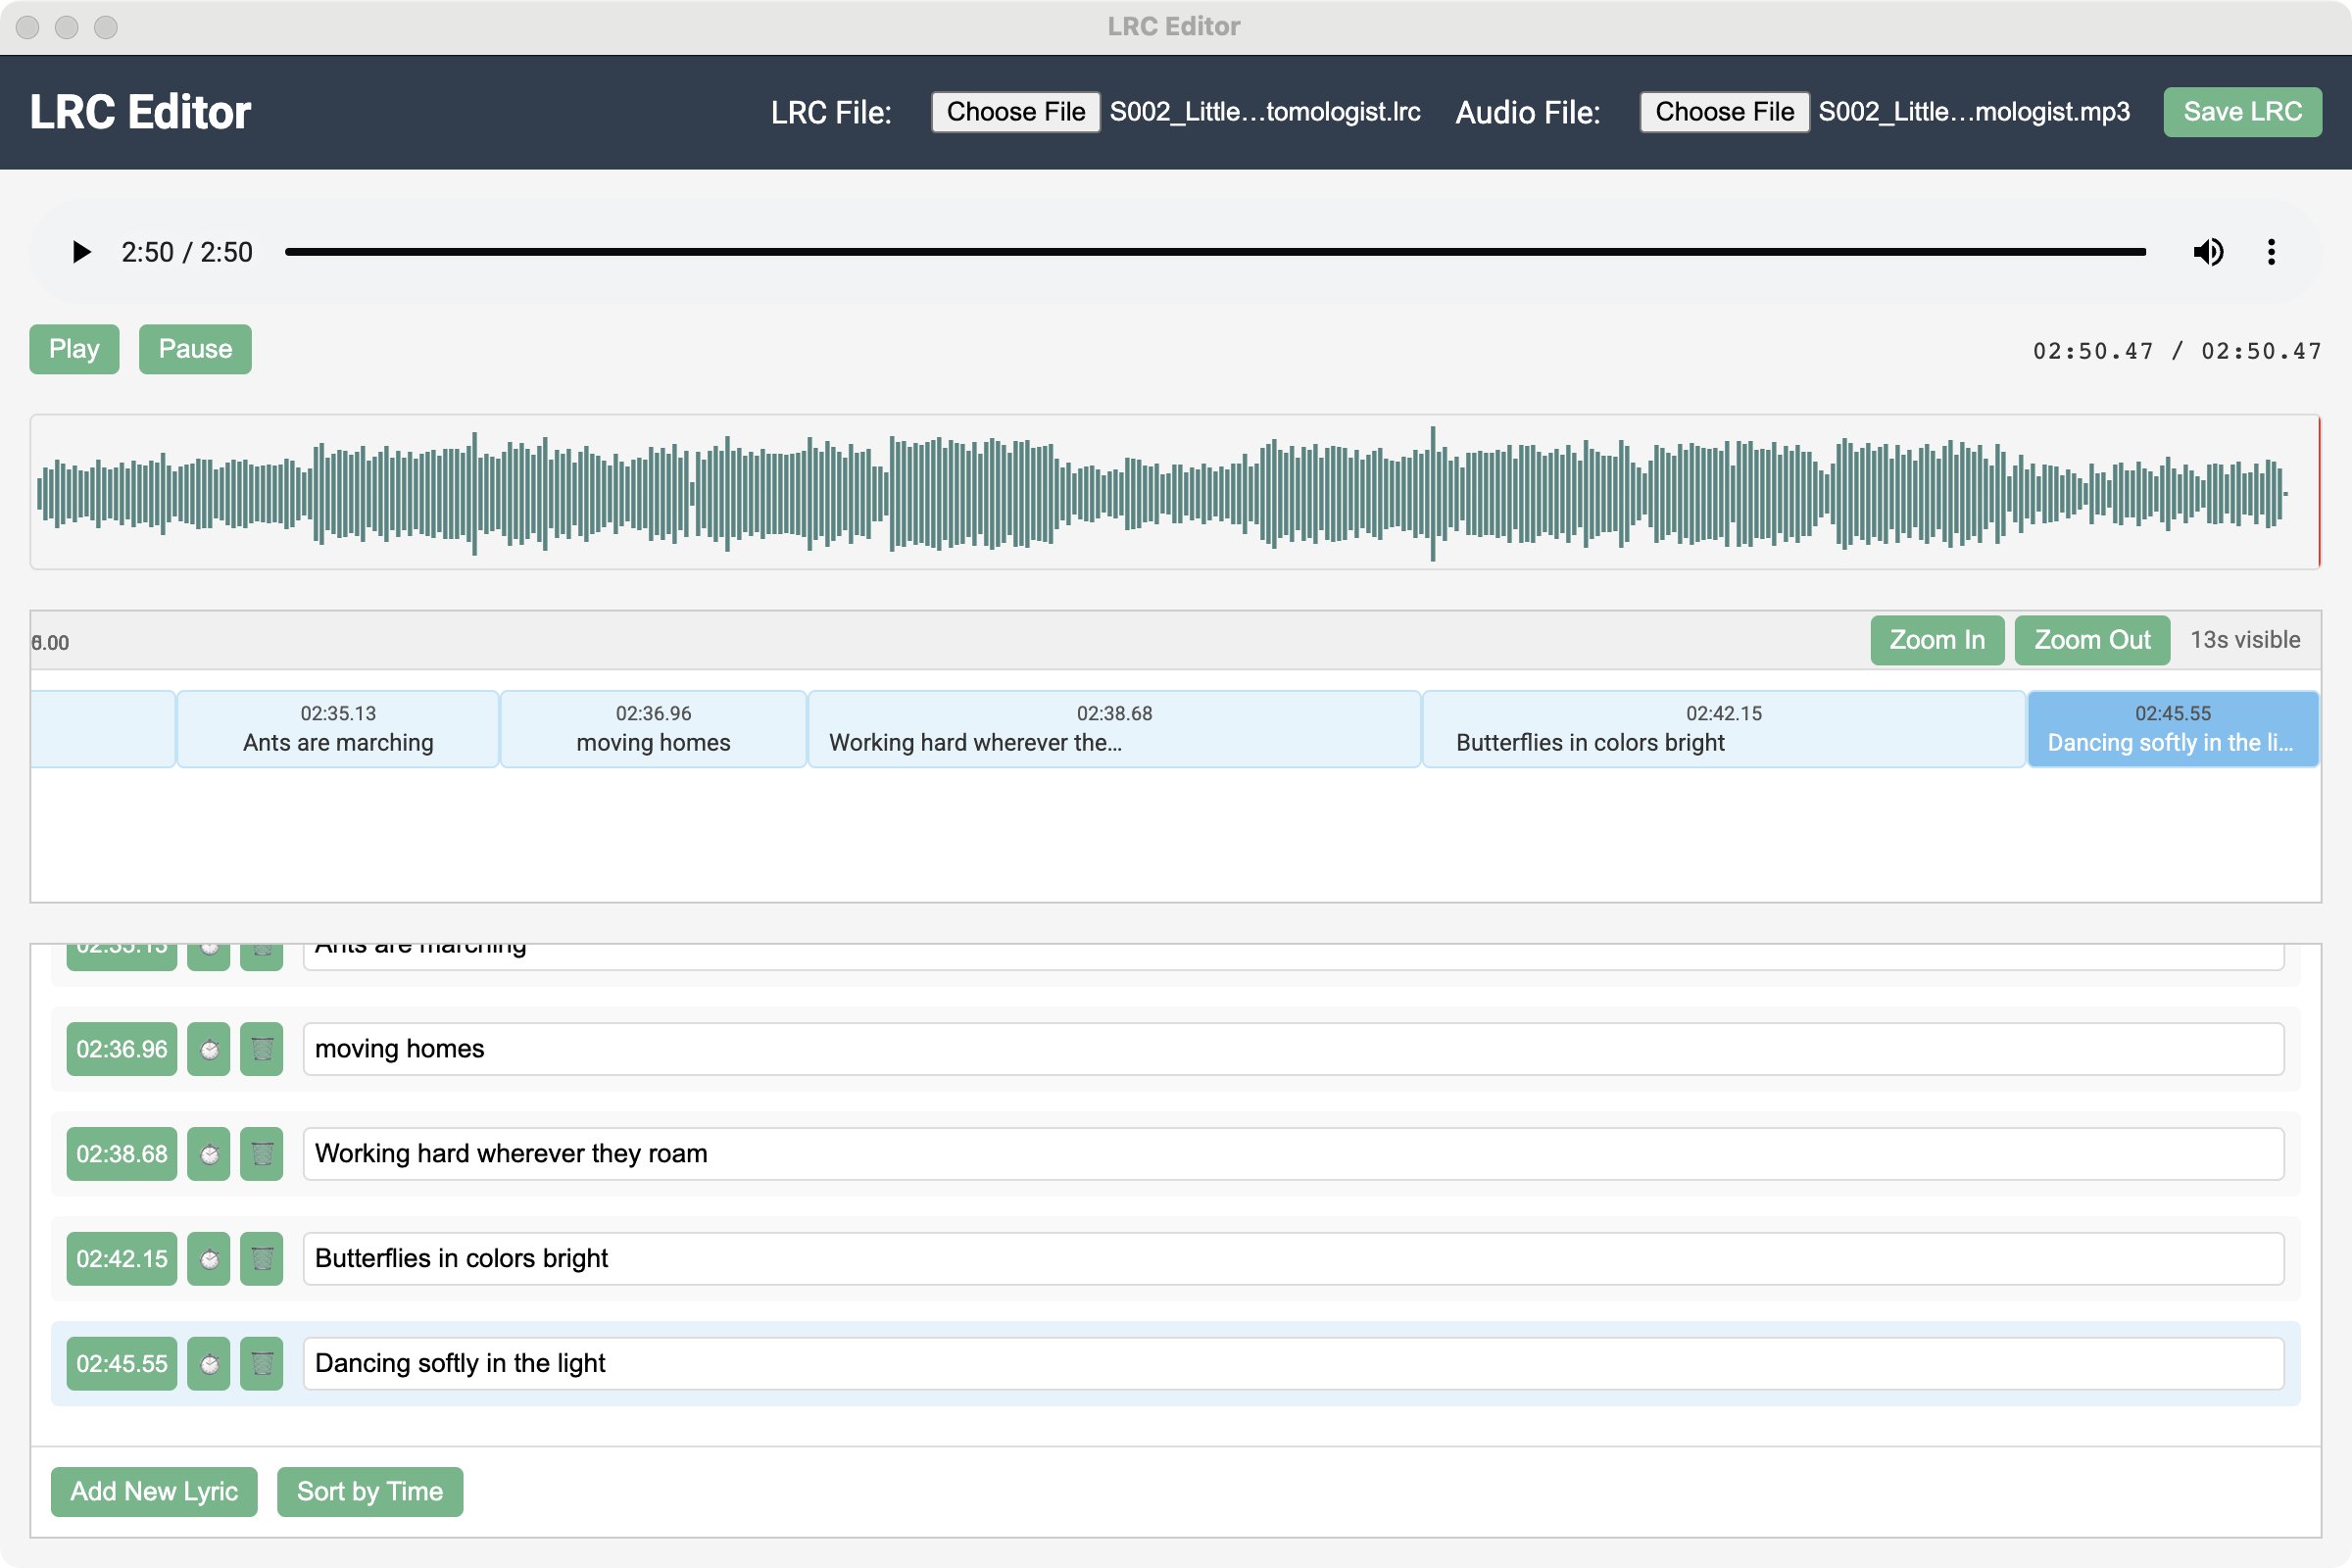 LRC Editor
LRC Editor
LRC File: Choose File S002_Little...tomologist.lrc Audio File: Choose File S002_Little...mologist.mp3 Save LRC
2:50 / 2:50
Play Pause 02:50.47 / 02:50.47
Zoom In Zoom Out 13s visible
02:35.13 02:36.96 02:38.68 02:42.15 02:45.55
Ants are marching moving homes Working hard wherever the... Butterflies in colors bright Dancing softly in the li...
02:35.13 Ants are marching
02:36.96 moving homes
02:38.68 Working hard wherever they roam
02:42.15 Butterflies in colors bright
02:45.55 Dancing softly in the light
Add New Lyric Sort by Time